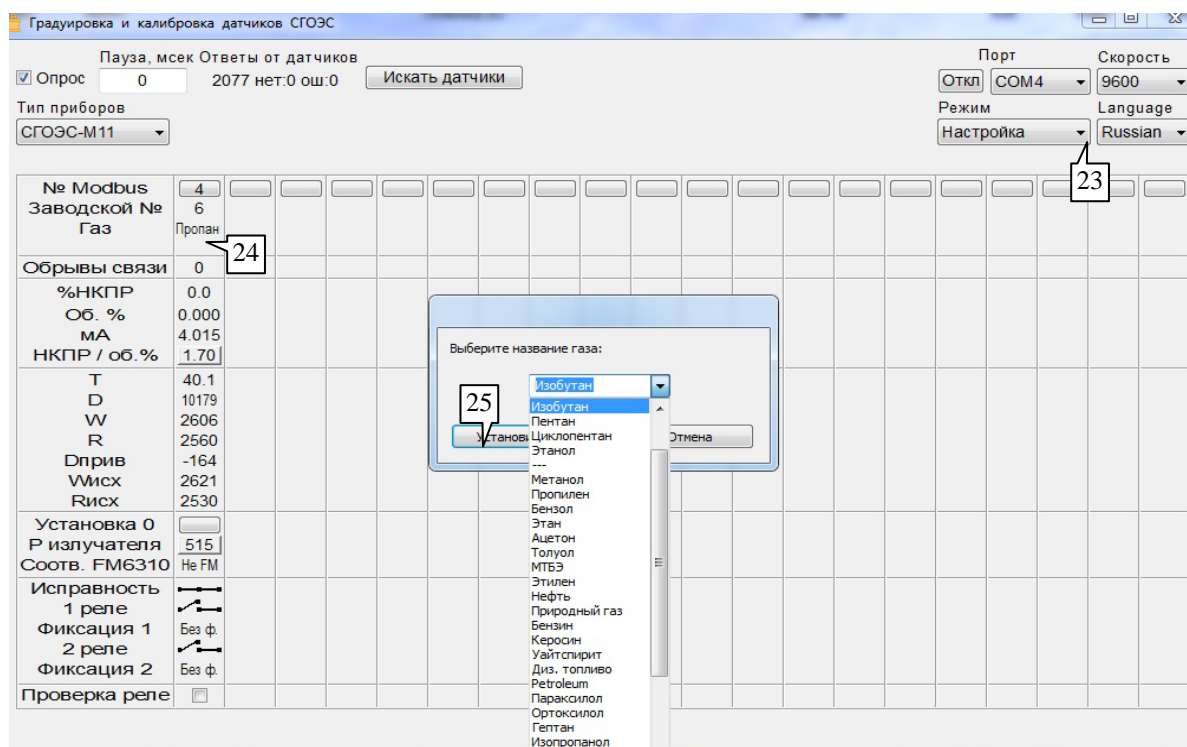 Градуировка и калибровка датчиков СГОЭС
Пауза, мсек Ответы от датчиков
Порт
Скорость
Опрос
0
2077 нет:0 ош:0
Искать датчики
Откл
COM4
9600
Тип приборов
Режим
Language
СГОЭС-М11
Настройка
Russian
23
№ Modbus
4
Заводской №
6
Газ
Пропан
24
Обрывы связи
0
%НКПР
0.0
Об. %
0.000
мА
4.015
НКПР / об.%
1.70
T
40.1
D
10179
W
2606
R
2560
Dприв
-164
Wисх
2621
Rисх
2530
Установка 0
Р излучателя
515
Соотв. FM6310
Не FM
Исправность
1 реле
Фиксация 1
Без ф.
2 реле
Фиксация 2
Без ф.
Проверка реле
Выберите название газа:
Изобутан
25
Установи
Отмена
Изобутан
Пентан
Циклопентан
Этанол
---
Метанол
Пропилен
Бензол
Этан
Ацетон
Толуол
МТБЭ
Этилен
Нефть
Природный газ
Бензин
Керосин
Уайтспирит
Диз. топливо
Petroleum
Параксилол
Ортоксилол
Гептан
Изопропанол